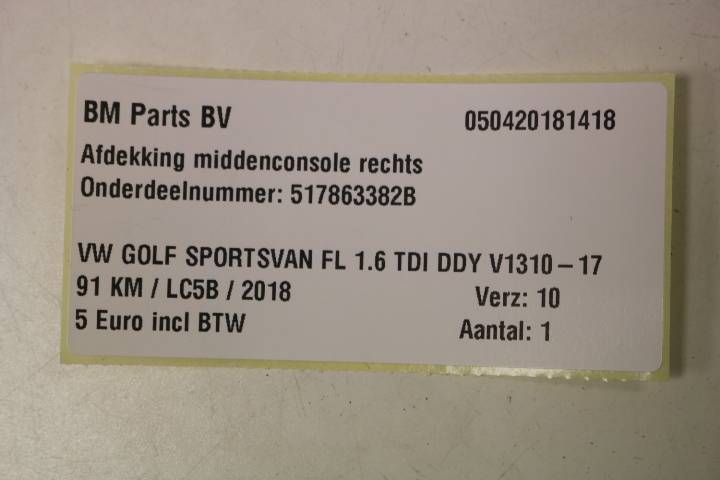 BM Parts BV 050420181418
Afdekking middenconsole rechts
Onderdeelnummer: 517863382B
VW GOLF SPORTSVAN FL 1.6 TDI DDY V1310-17
91 KM / LC5B / 2018 Verz: 10
5 Euro incl BTW Aantal: 1